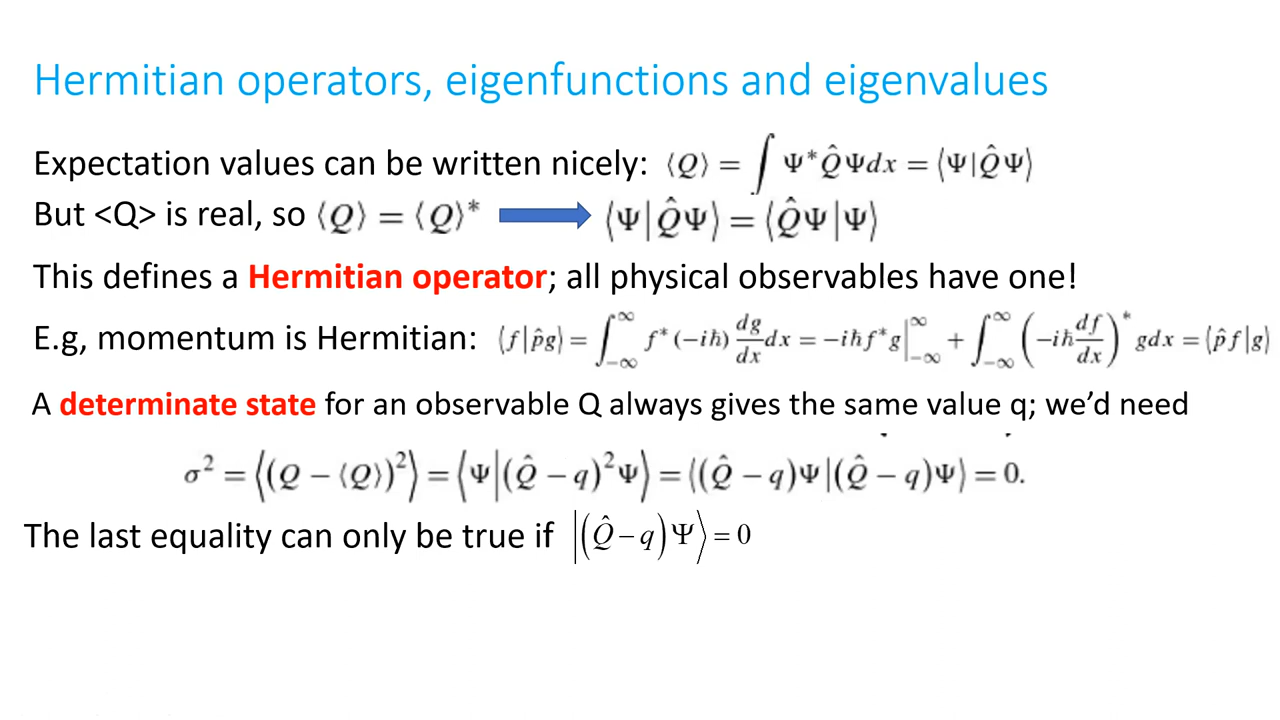 Hermitian operators, eigenfunctions and eigenvalues
Expectation values can be written nicely: ⟨Q⟩ = ∫ Ψ* Q̂ Ψ dx = ⟨Ψ|Q̂Ψ⟩
But <Q> is real, so ⟨Q⟩ = ⟨Q⟩* ⟨Ψ|Q̂Ψ⟩ = ⟨Q̂Ψ|Ψ⟩
This defines a Hermitian operator; all physical observables have one!
E.g, momentum is Hermitian: ⟨f|p̂g⟩ = ∫_{-∞}^{∞} f* (-iħ) dg/dx dx = -iħf*g|_{-∞}^{∞} + ∫_{-∞}^{∞} (-iħ df/dx)* g dx = ⟨p̂f|g⟩
A determinate state for an observable Q always gives the same value q; we'd need
σ² = ⟨(Q - ⟨Q⟩)²⟩ = ⟨Ψ|(Q̂ - q)²Ψ⟩ = ⟨(Q̂ - q)Ψ|(Q̂ - q)Ψ⟩ = 0.
The last equality can only be true if |(Q̂ - q)Ψ⟩ = 0